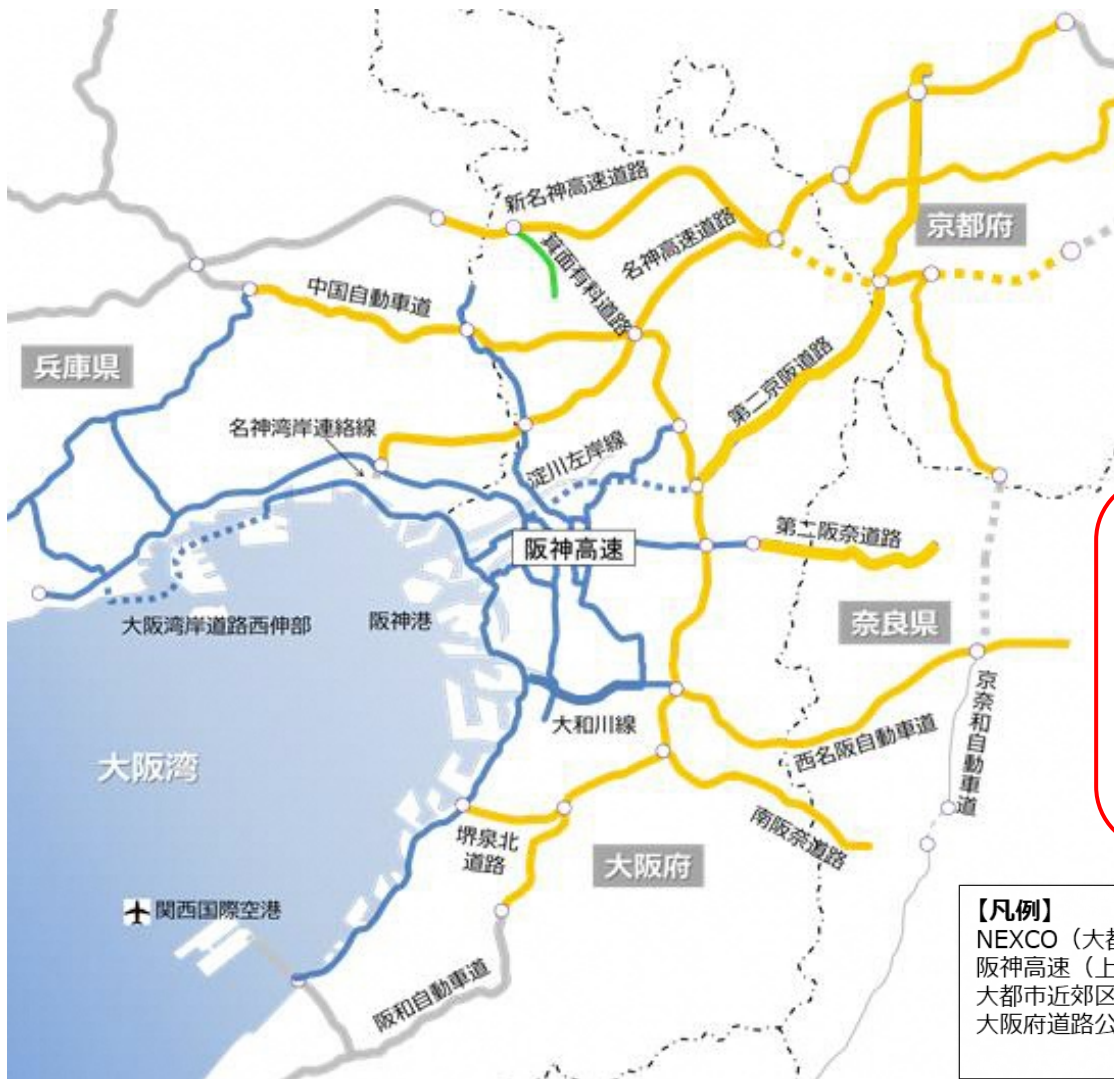 新名神高速道路
名神高速道路
箕面有料道路
京都府
中国自動車道
兵庫県
第二京阪道路
名神湾岸連絡線
淀川左岸線
第二阪奈道路
阪神高速
大阪湾岸道路西伸部
阪神港
奈良県
大和川線
西名阪自動車道
京奈和自動車道
大阪湾
堺泉北
道路
南阪奈道路
大阪府
関西国際空港
阪和自動車道
【凡例】
NEXCO（大都
阪神高速（上
大都市近郊区
大阪府道路公